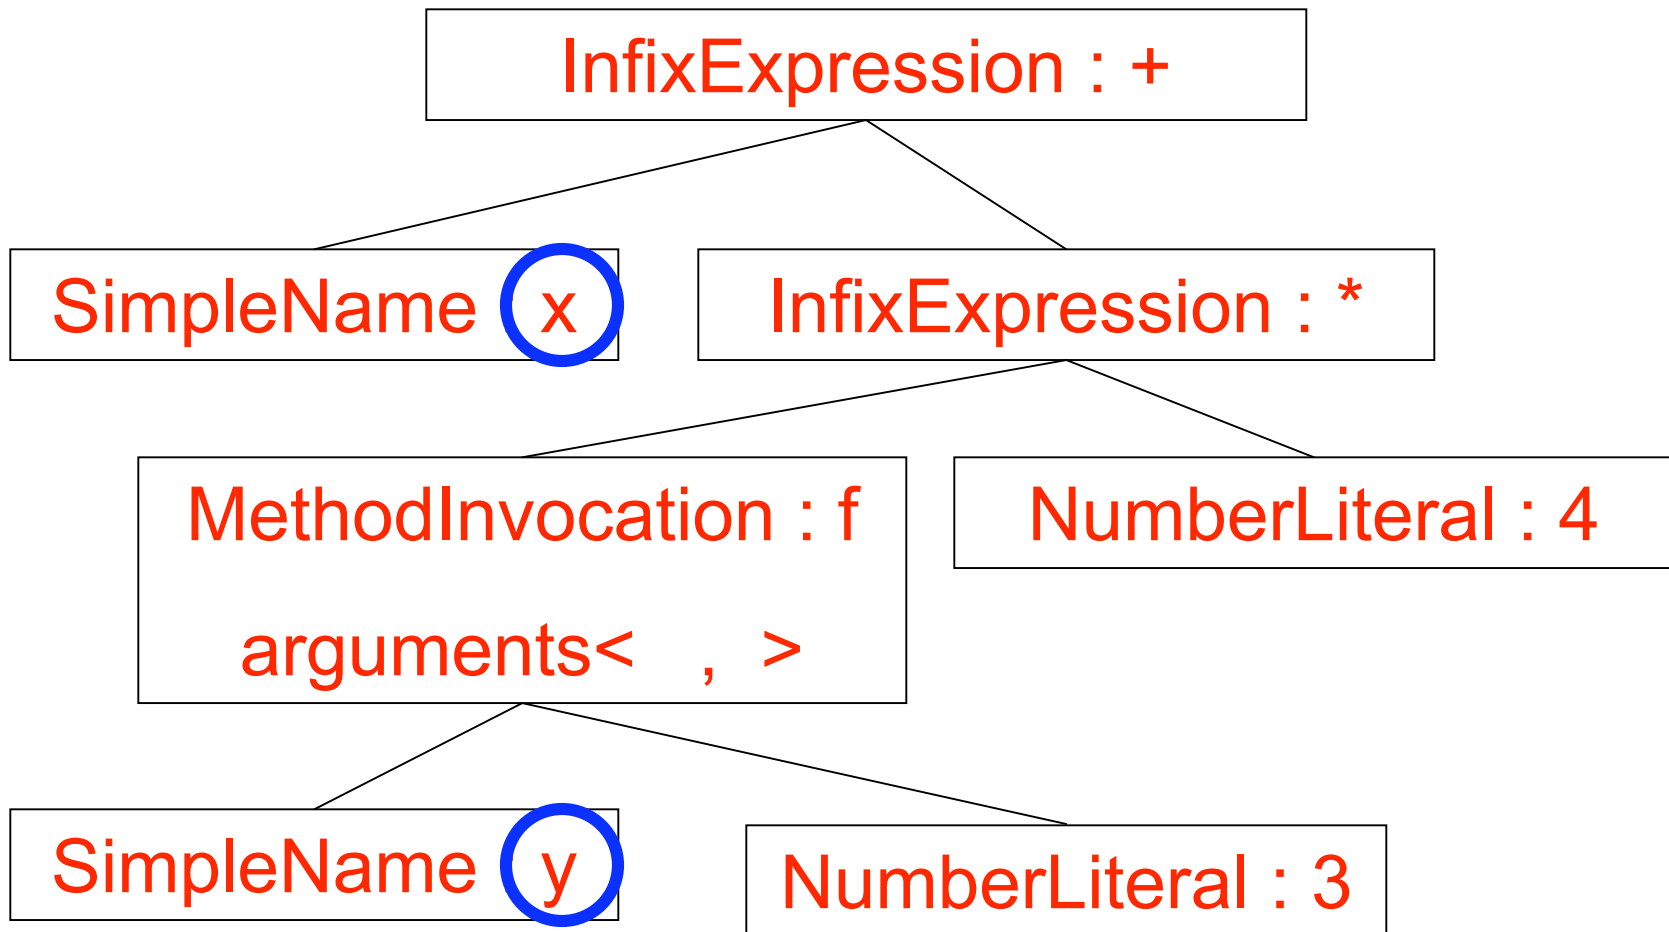 InfixExpression : +
SimpleName x
InfixExpression : *
MethodInvocation : f
arguments< , >
NumberLiteral : 4
SimpleName y
NumberLiteral : 3